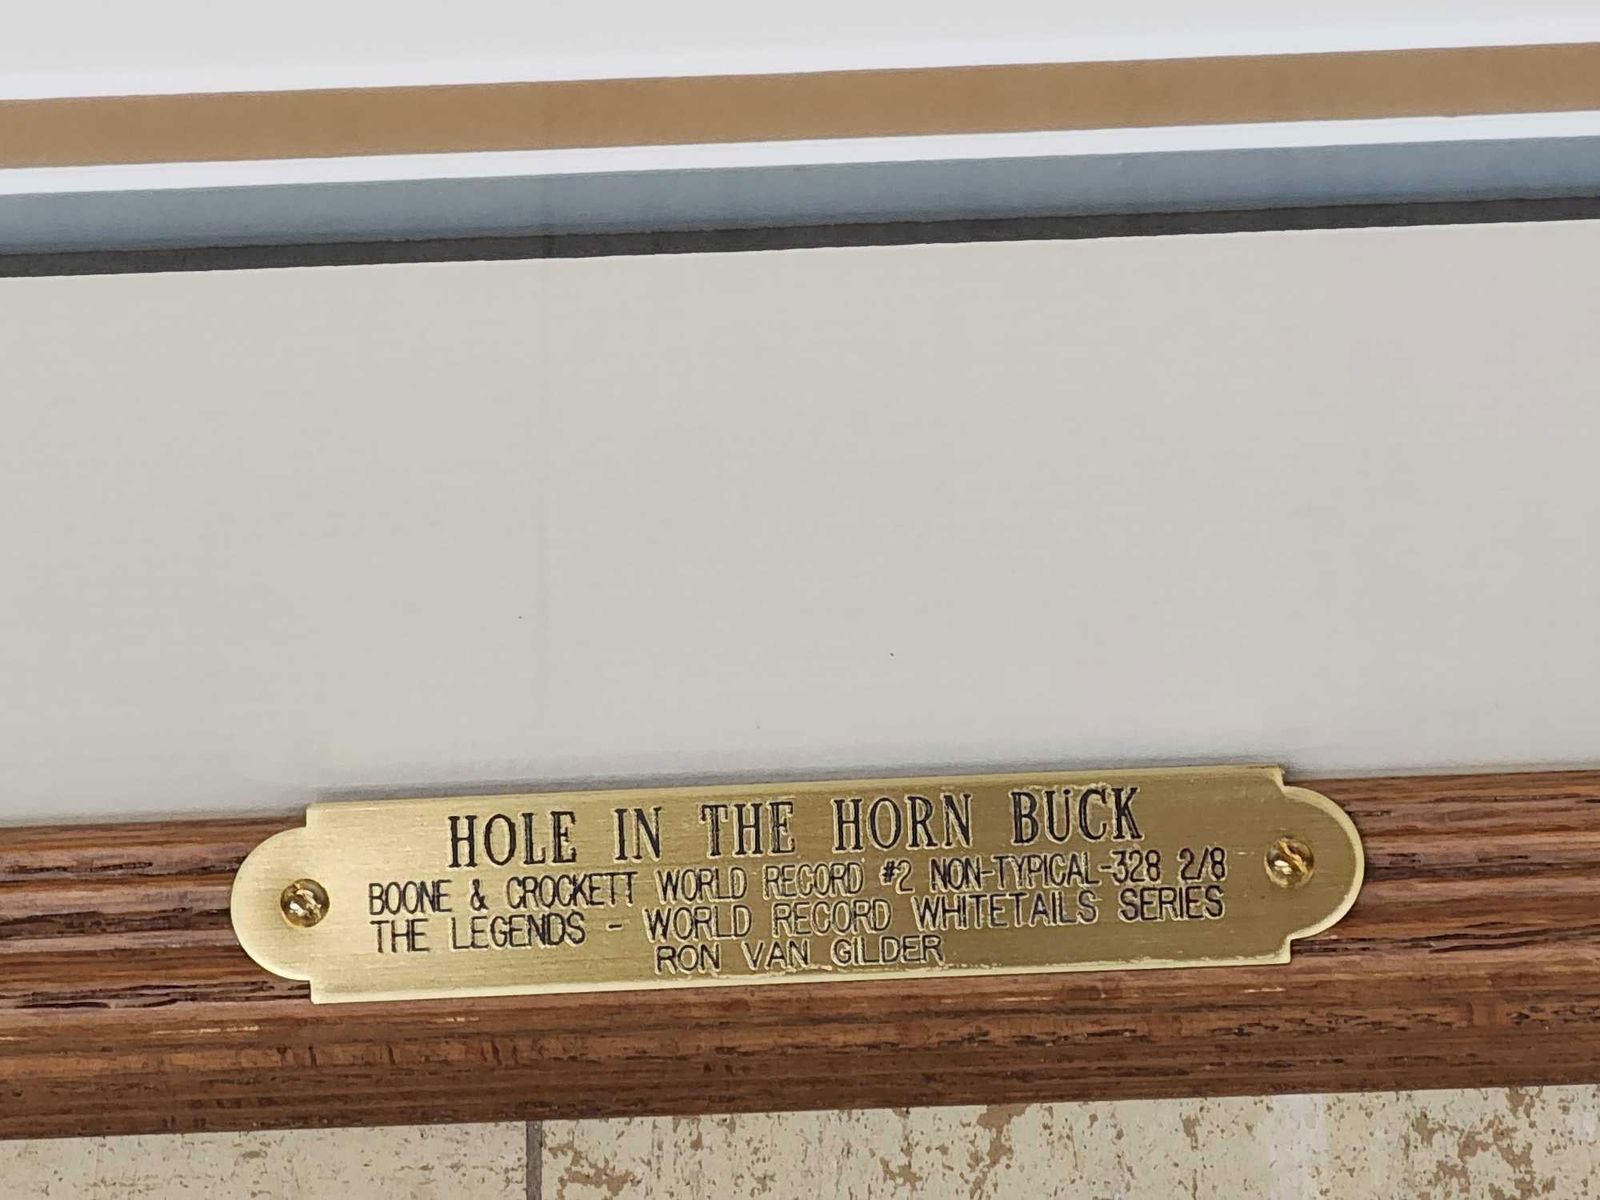 HOLE IN THE HORN BUCK
BOONE & CROCKETT WORLD RECORD #2 NON-TYPICAL-328 2/8
THE LEGENDS - WORLD RECORD WHITETAILS SERIES
RON VAN GILDER